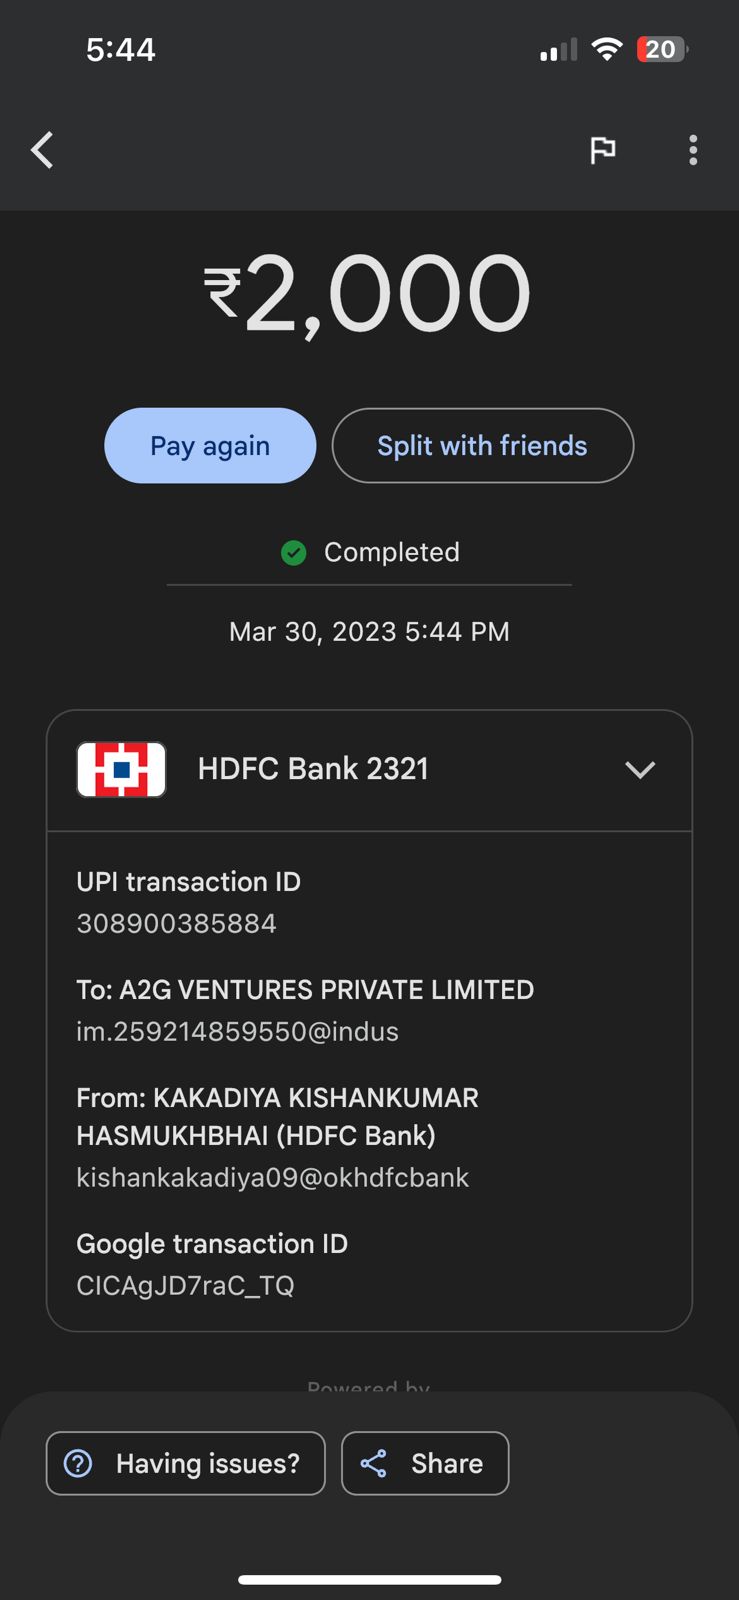 5:44
20
₹2,000
Pay again
Split with friends
Completed
Mar 30, 2023 5:44 PM
HDFC Bank 2321
UPI transaction ID
308900385884
To: A2G VENTURES PRIVATE LIMITED
im.259214859550@indus
From: KAKADIYA KISHANKUMAR
HASMUKHBHAI (HDFC Bank)
kishankakadiya09@okhdfcbank
Google transaction ID
CICAgJD7raC_TQ
Powered by
Having issues?
Share